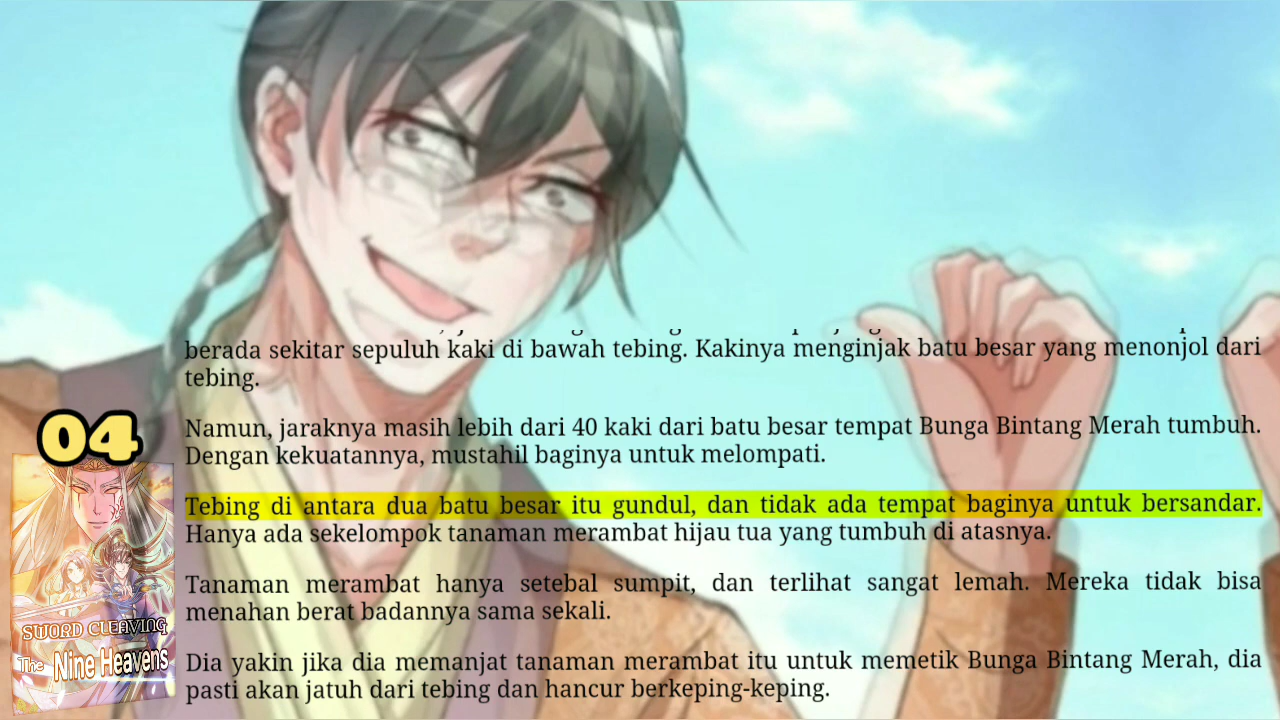 berada sekitar sepuluh kaki di bawah tebing. Kakinya menginjak batu besar yang menonjol dari
tebing.
Namun, jaraknya masih lebih dari 40 kaki dari batu besar tempat Bunga Bintang Merah tumbuh.
Dengan kekuatannya, mustahil baginya untuk melompati.
Tebing di antara dua batu besar itu gundul, dan tidak ada tempat baginya untuk bersandar.
Hanya ada sekelompok tanaman merambat hijau tua yang tumbuh di atasnya.
Tanaman merambat hanya setebal sumpit, dan terlihat sangat lemah. Mereka tidak bisa
menahan berat badannya sama sekali.
Dia yakin jika dia memanjat tanaman merambat itu untuk memetik Bunga Bintang Merah, dia
pasti akan jatuh dari tebing dan hancur berkeping-keping.
04
SWORD CLEAVING
The Nine Heavens